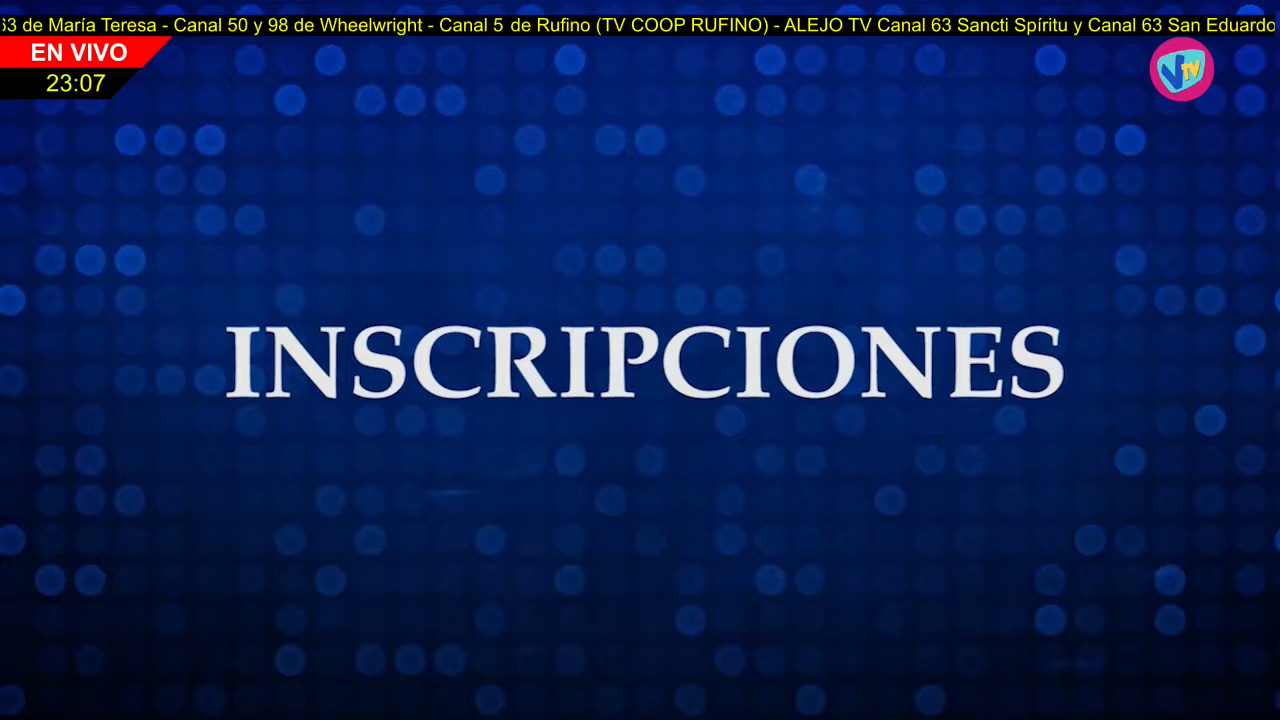 63 de María Teresa - Canal 50 y 98 de Wheelwright - Canal 5 de Rufino (TV COOP RUFINO) - ALEJO TV Canal 63 Sancti Spíritu y Canal 63 San Eduardo
EN VIVO
23:07
VTV
INSCRIPCIONES